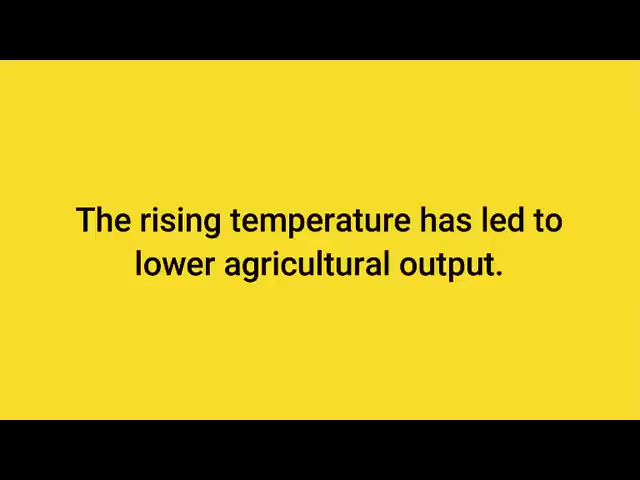 The rising temperature has led to
lower agricultural output.